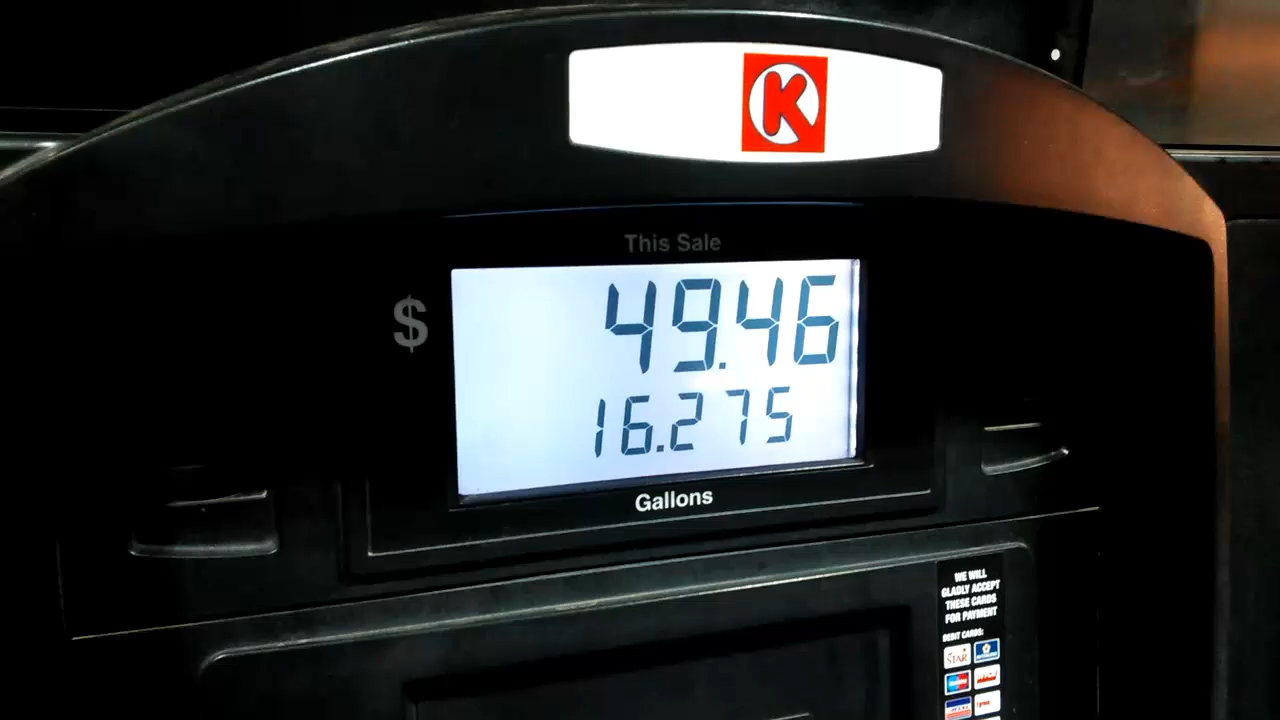 K
This Sale
$ 49.46
16.275
Gallons
WE WILL
GLADLY ACCEPT
THESE CARDS
FOR PAYMENT
DEBIT CARDS:
STAR